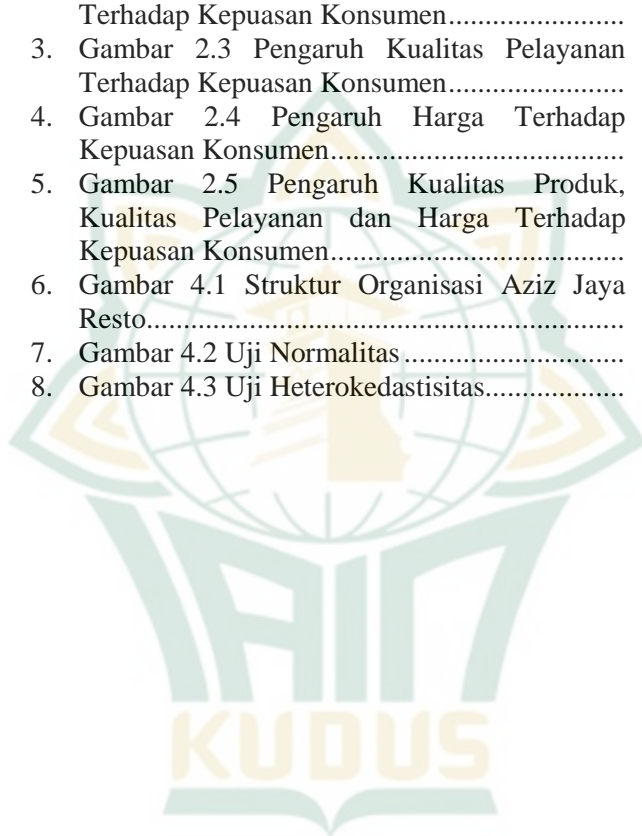 Terhadap Kepuasan Konsumen........................
3. Gambar 2.3 Pengaruh Kualitas Pelayanan
Terhadap Kepuasan Konsumen........................
4. Gambar 2.4 Pengaruh Harga Terhadap
Kepuasan Konsumen........................................
5. Gambar 2.5 Pengaruh Kualitas Produk,
Kualitas Pelayanan dan Harga Terhadap
Kepuasan Konsumen........................................
6. Gambar 4.1 Struktur Organisasi Aziz Jaya
Resto.................................................................
7. Gambar 4.2 Uji Normalitas ..............................
8. Gambar 4.3 Uji Heterokedastisitas...................
IAIN
KUDUS